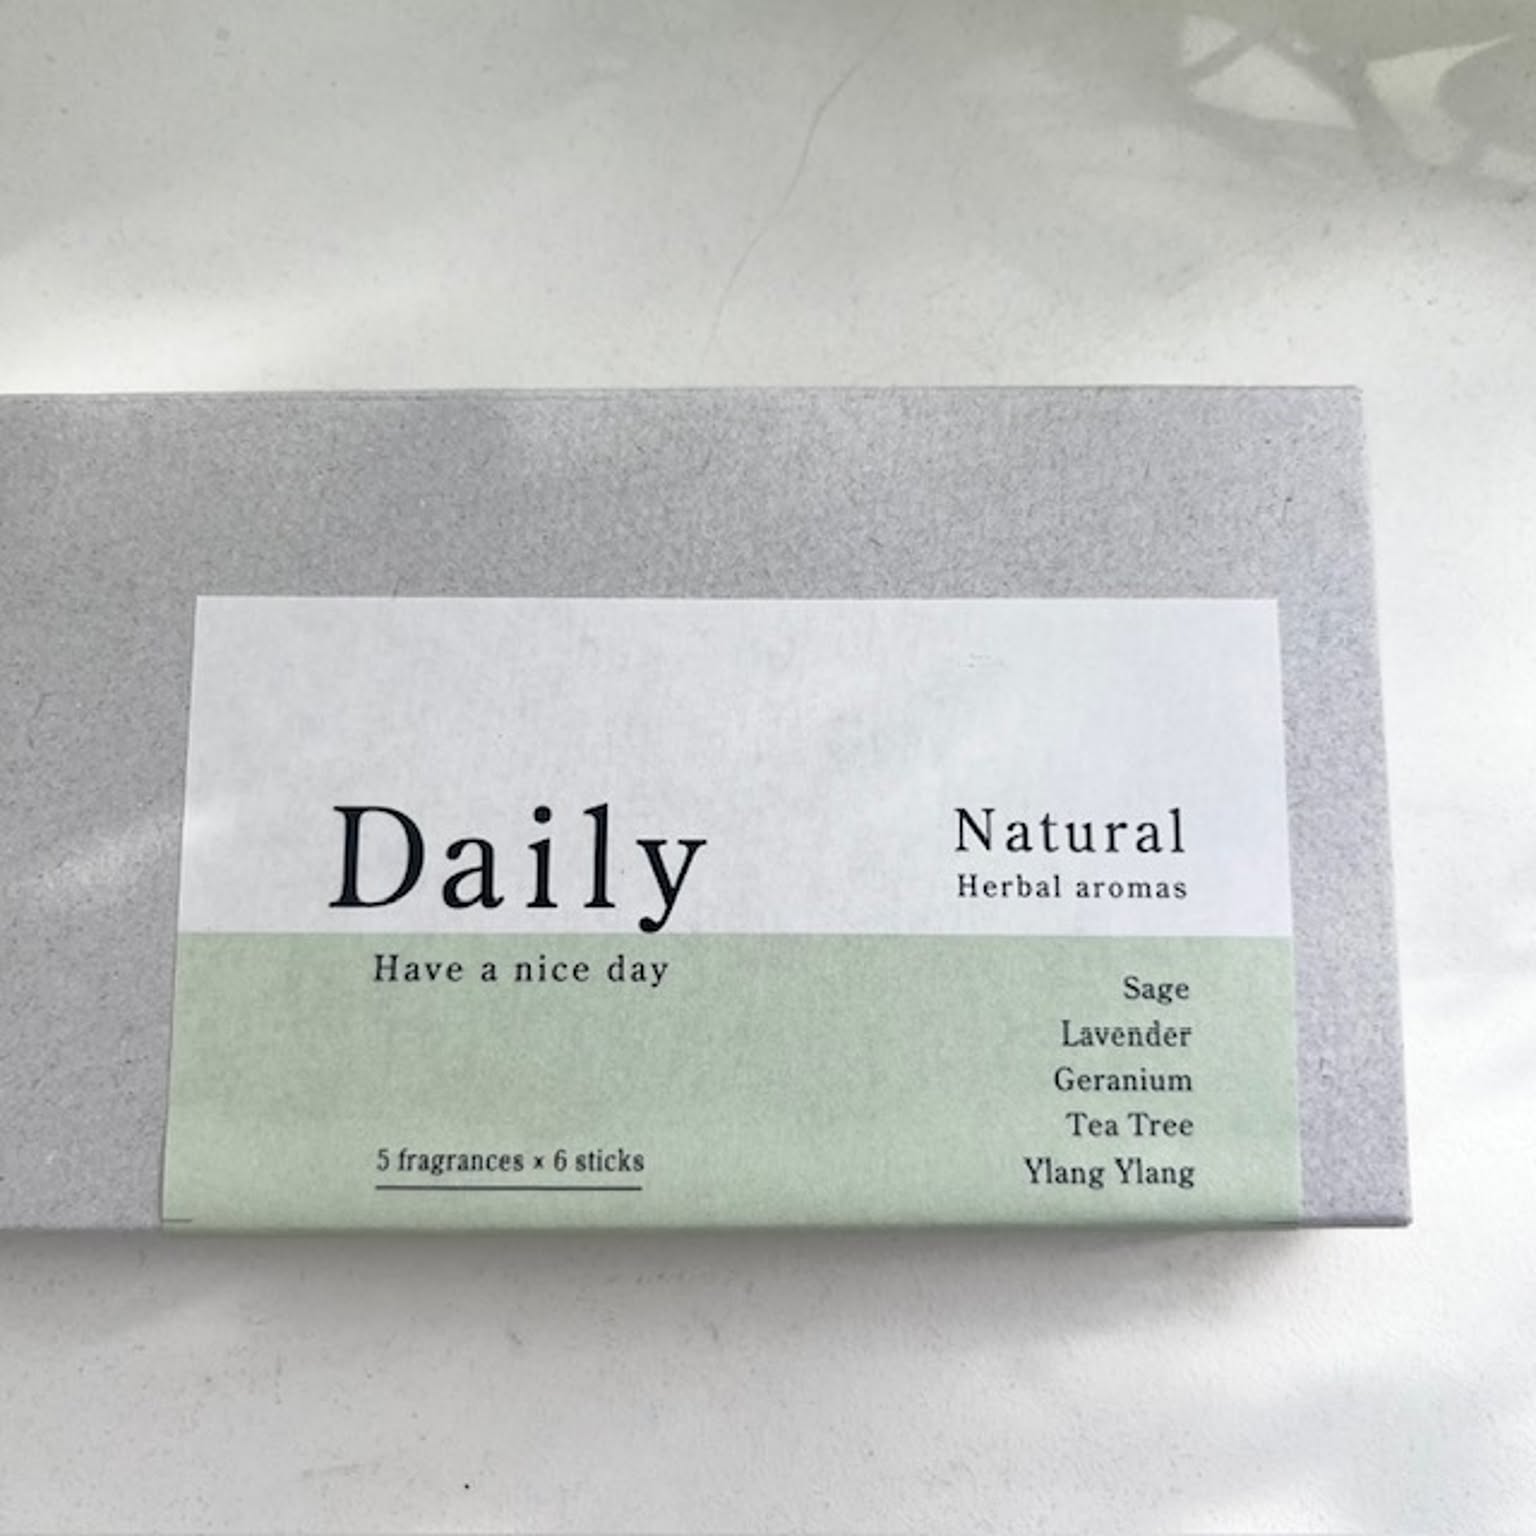 Daily
Have a nice day
5 fragrances × 6 sticks
Natural
Herbal aromas
Sage
Lavender
Geranium
Tea Tree
Ylang Ylang